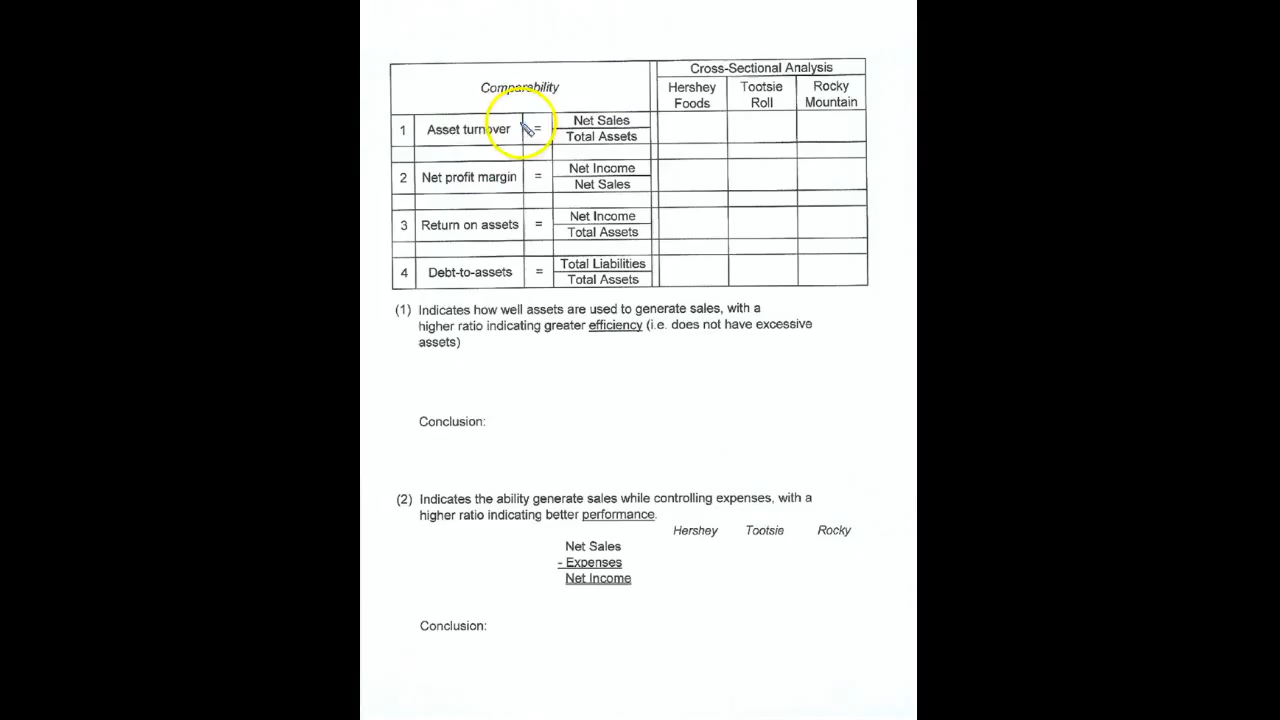 Comparability
Cross-Sectional Analysis
Hershey Foods
Tootsie Roll
Rocky Mountain
1 Asset turnover = Net Sales
Total Assets
2 Net profit margin = Net Income
Net Sales
3 Return on assets = Net Income
Total Assets
4 Debt-to-assets = Total Liabilities
Total Assets
(1) Indicates how well assets are used to generate sales, with a
higher ratio indicating greater efficiency (i.e. does not have excessive
assets)
Conclusion:
(2) Indicates the ability generate sales while controlling expenses, with a
higher ratio indicating better performance.
Hershey Tootsie Rocky
Net Sales
- Expenses
Net Income
Conclusion: